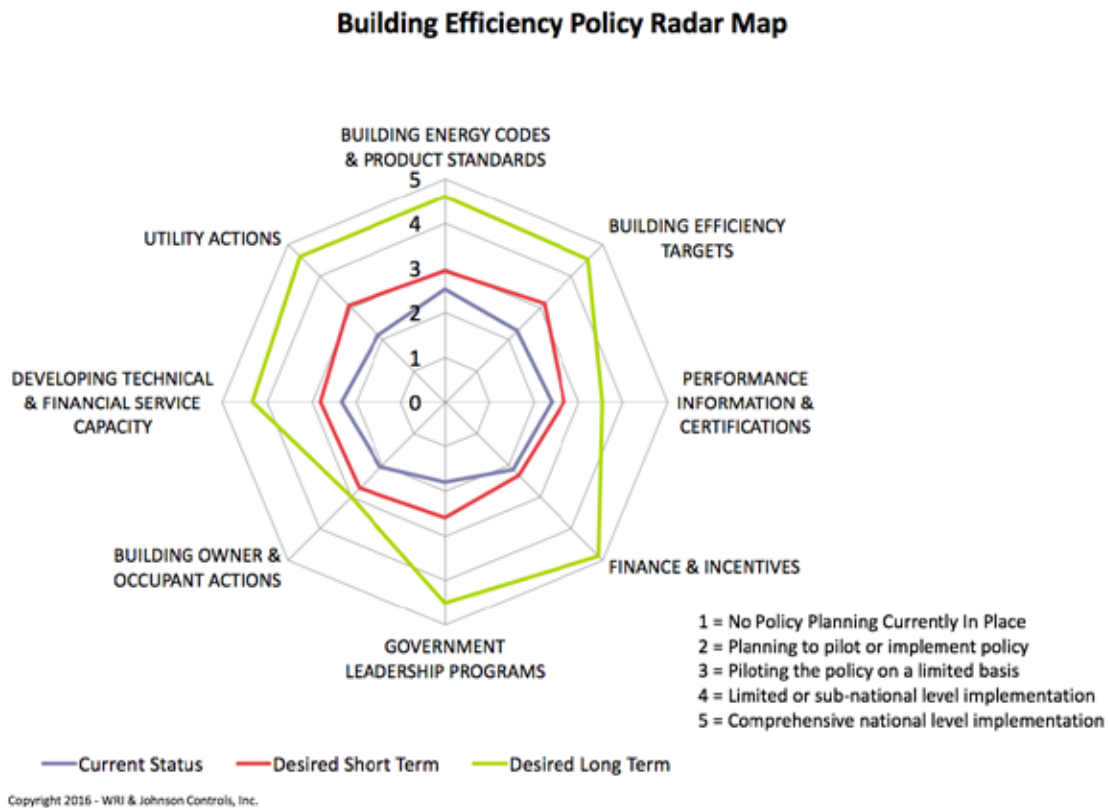 Building Efficiency Policy Radar Map
BUILDING ENERGY CODES
& PRODUCT STANDARDS
5
4
3
2
1
0
BUILDING EFFICIENCY
TARGETS
PERFORMANCE
INFORMATION &
CERTIFICATIONS
FINANCE & INCENTIVES
GOVERNMENT
LEADERSHIP PROGRAMS
BUILDING OWNER &
OCCUPANT ACTIONS
DEVELOPING TECHNICAL
& FINANCIAL SERVICE
CAPACITY
UTILITY ACTIONS
1 = No Policy Planning Currently In Place
2 = Planning to pilot or implement policy
3 = Piloting the policy on a limited basis
4 = Limited or sub-national level implementation
5 = Comprehensive national level implementation
Current Status
Desired Short Term
Desired Long Term
Copyright 2016 - WRI & Johnson Controls, Inc.